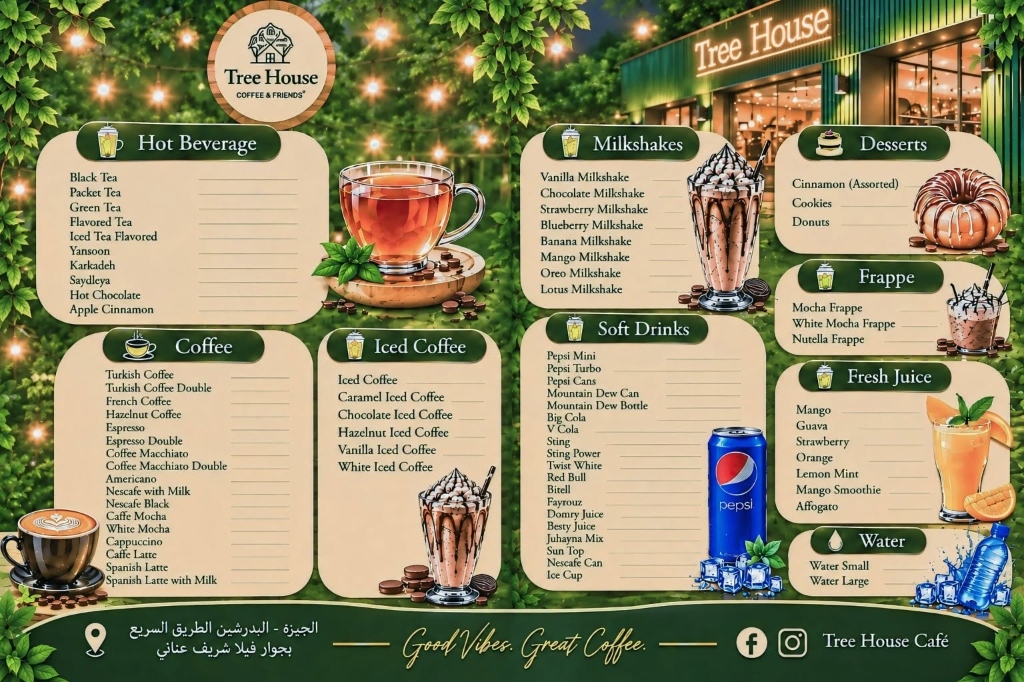 Tree House
COFFEE & FRIENDS®
Tree House
Hot Beverage
Black Tea
Packet Tea
Green Tea
Flavored Tea
Iced Tea Flavored
Yansoon
Karkadeh
Saydleya
Hot Chocolate
Apple Cinnamon
Coffee
Turkish Coffee
Turkish Coffee Double
French Coffee
Hazelnut Coffee
Espresso
Espresso Double
Coffee Macchiato
Coffee Macchiato Double
Americano
Nescafe with Milk
Nescafe Black
Caffe Mocha
White Mocha
Cappuccino
Caffe Latte
Spanish Latte
Spanish Latte with Milk
Iced Coffee
Iced Coffee
Caramel Iced Coffee
Chocolate Iced Coffee
Hazelnut Iced Coffee
Vanilla Iced Coffee
White Iced Coffee
Milkshakes
Vanilla Milkshake
Chocolate Milkshake
Strawberry Milkshake
Blueberry Milkshake
Banana Milkshake
Mango Milkshake
Oreo Milkshake
Lotus Milkshake
Soft Drinks
Pepsi Mini
Pepsi Turbo
Pepsi Cans
Mountain Dew Can
Mountain Dew Bottle
Big Cola
V Cola
Sting
Sting Power
Twist White
Red Bull
Bitell
Fayrouz
Domry Juice
Besty Juice
Juhayna Mix
Sun Top
Nescafe Can
Ice Cup
pepsi
Desserts
Cinnamon (Assorted)
Cookies
Donuts
Frappe
Mocha Frappe
White Mocha Frappe
Nutella Frappe
Fresh Juice
Mango
Guava
Strawberry
Orange
Lemon Mint
Mango Smoothie
Affogato
Water
Water Small
Water Large
الجيزة - البدرشين الطريق السريع
بجوار فيلا شريف عناني
Good Vibes. Great Coffee.
Tree House Café